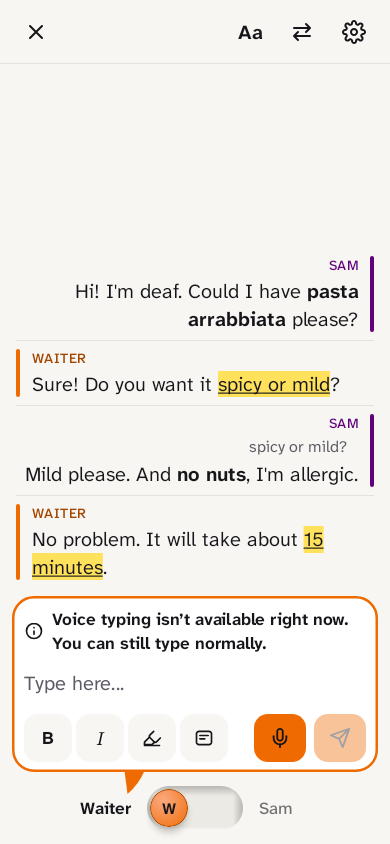 Aa
SAM
Hi! I'm deaf. Could I have pasta
arrabbiata please?
WAITER
Sure! Do you want it spicy or mild?
SAM
spicy or mild?
Mild please. And no nuts, I'm allergic.
WAITER
No problem. It will take about 15
minutes.
Voice typing isn’t available right now.
You can still type normally.
Type here...
B I
Waiter W Sam